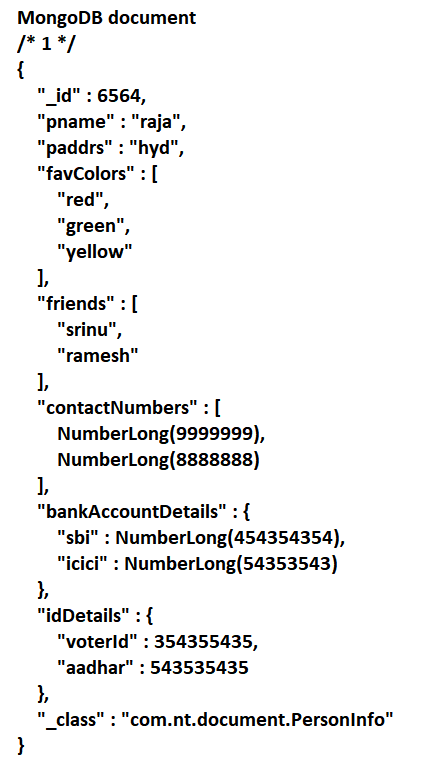 MongoDB document
/* 1 */
{
"_id" : 6564,
"pname" : "raja",
"paddrs" : "hyd",
"favColors" : [
"red",
"green",
"yellow"
],
"friends" : [
"srinu",
"ramesh"
],
"contactNumbers" : [
NumberLong(9999999),
NumberLong(8888888)
],
"bankAccountDetails" : {
"sbi" : NumberLong(454354354),
"icici" : NumberLong(54353543)
},
"idDetails" : {
"voterId" : 354355435,
"aadhar" : 543535435
},
"_class" : "com.nt.document.PersonInfo"
}